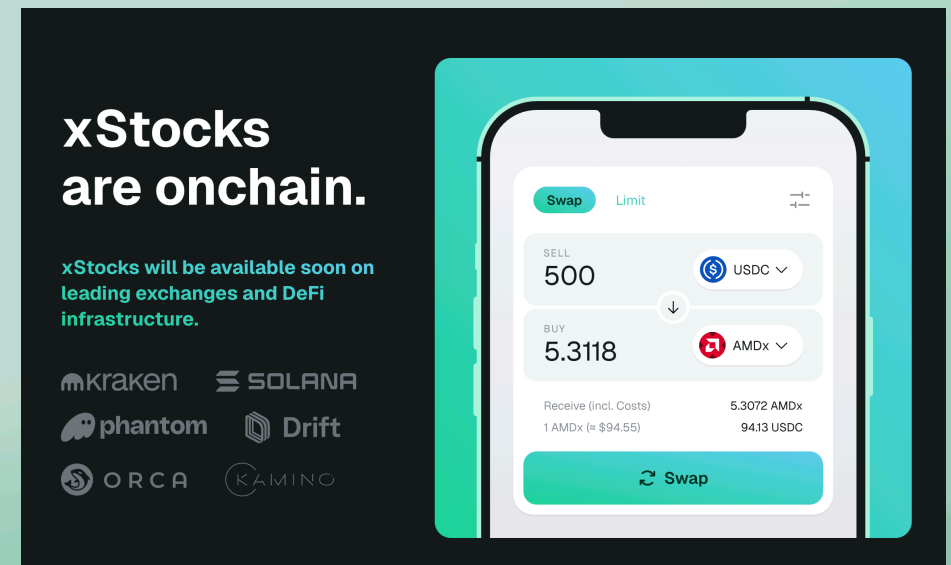 xStocks
are onchain.
xStocks will be available soon on
leading exchanges and DeFi
infrastructure.
kraken
SOLANA
phantom
Drift
ORCA
KAMINO
Swap
Limit
SELL
500
USDC
BUY
5.3118
AMDx
Receive (incl. Costs)
5.3072 AMDx
1 AMDx (≈ $94.55)
94.13 USDC
Swap